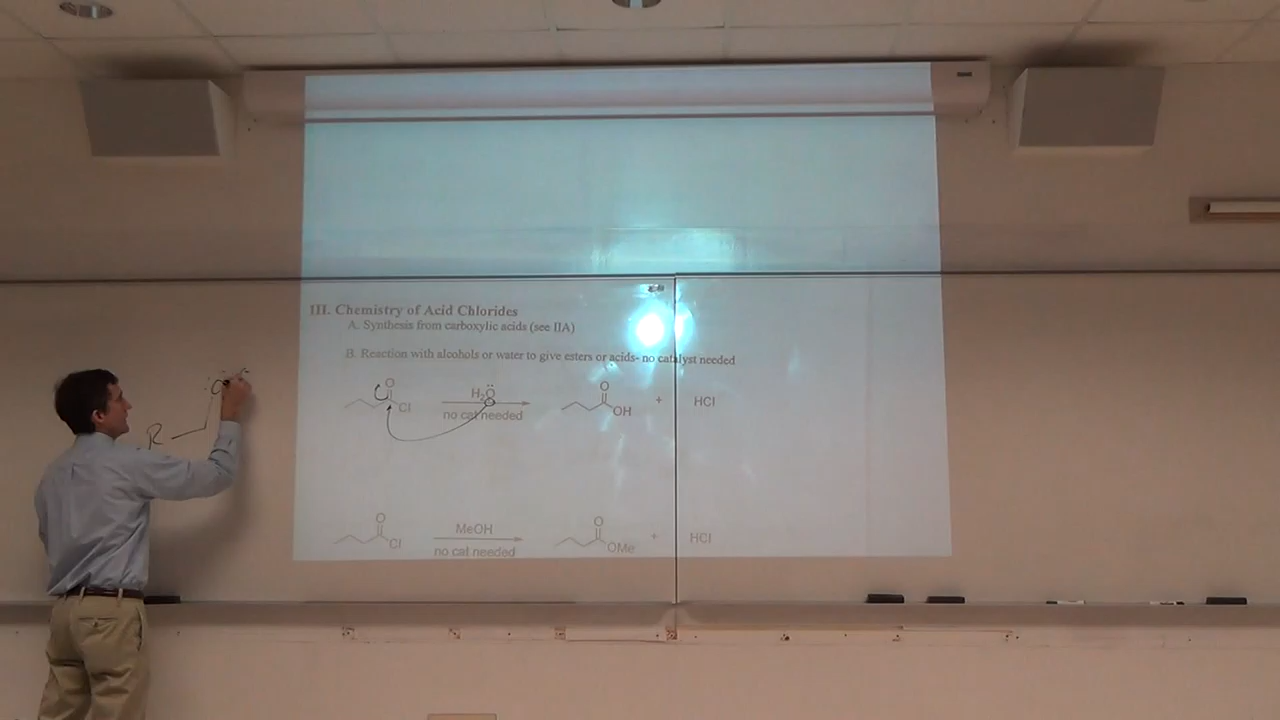 III. Chemistry of Acid Chlorides
A. Synthesis from carboxylic acids (see IIA)
B. Reaction with alcohols or water to give esters or acids- no catalyst needed
O Cl H2O O OH + HCl
no cat needed
R O
O Cl MeOH O OMe + HCl
no cat needed